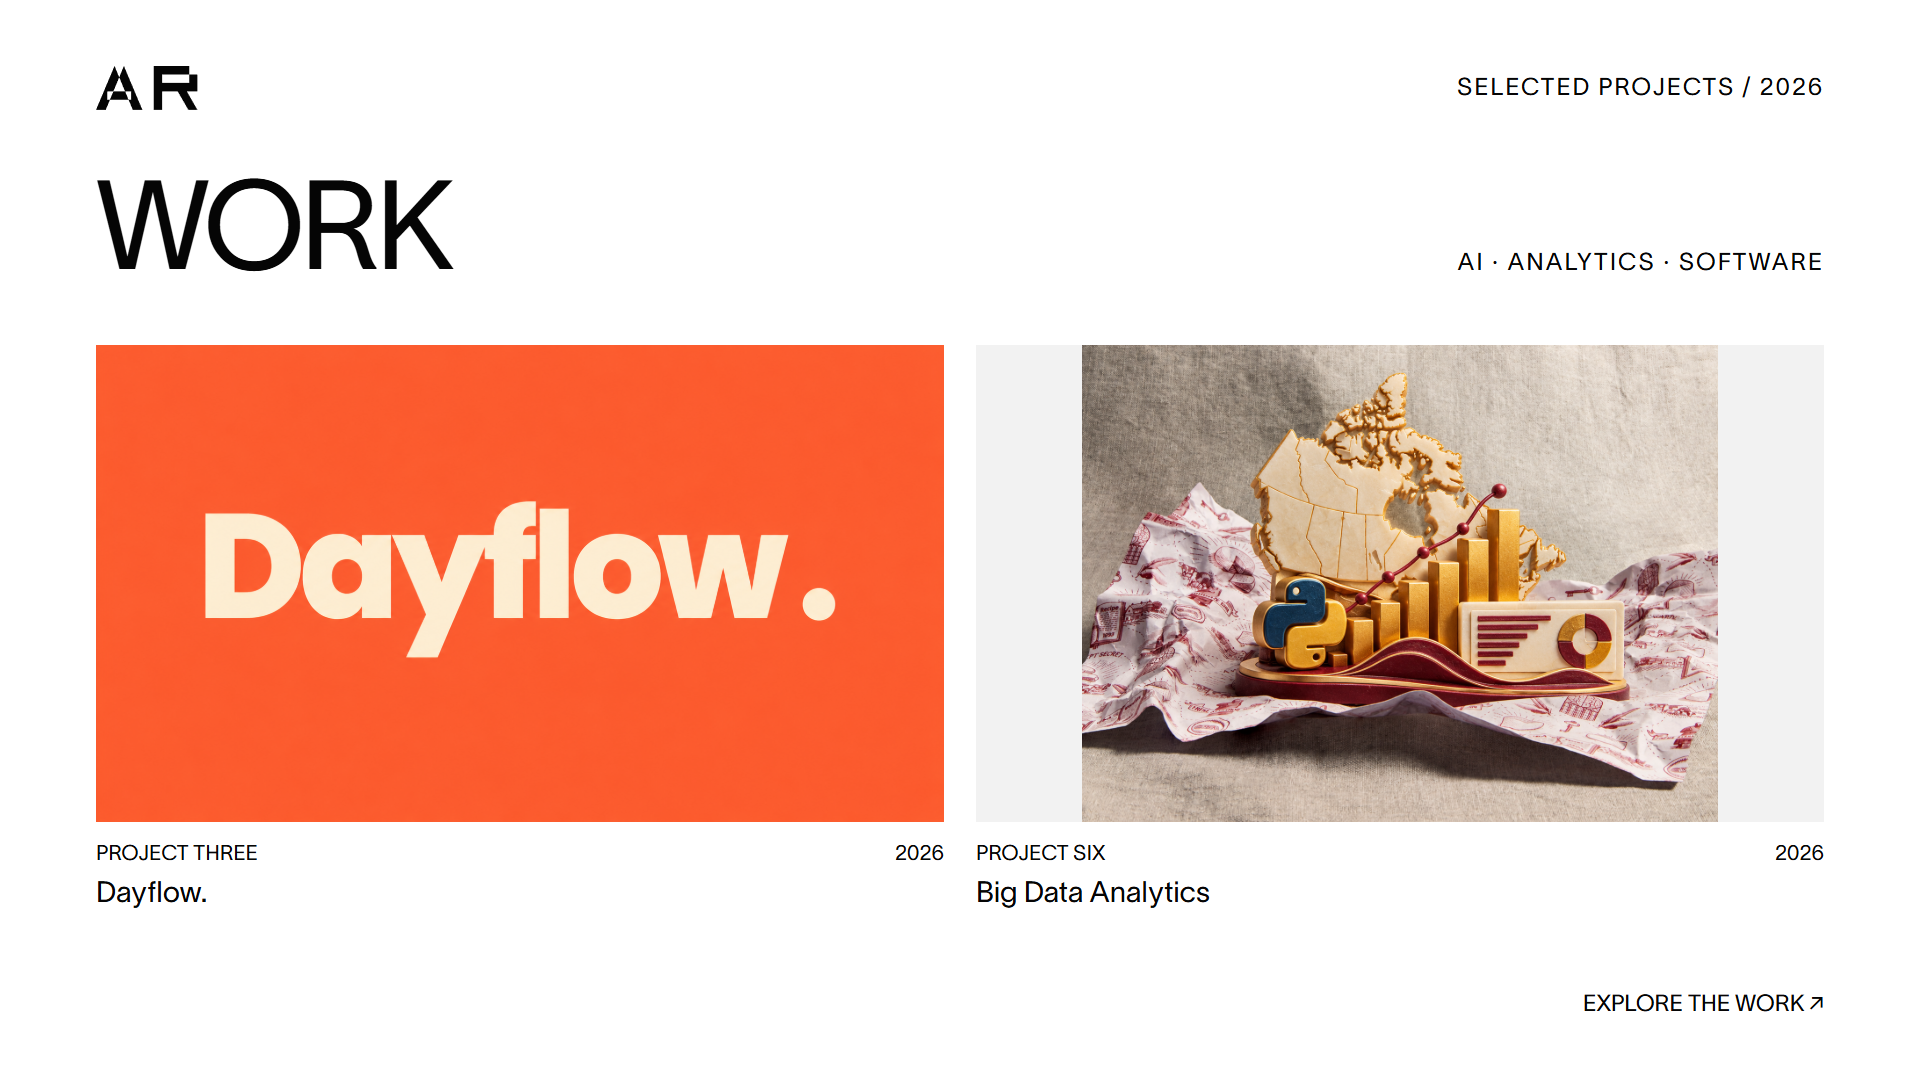 AR
SELECTED PROJECTS / 2026
WORK
AI · ANALYTICS · SOFTWARE
Dayflow.
PROJECT THREE
2026
Dayflow.
PROJECT SIX
2026
Big Data Analytics
EXPLORE THE WORK ↗